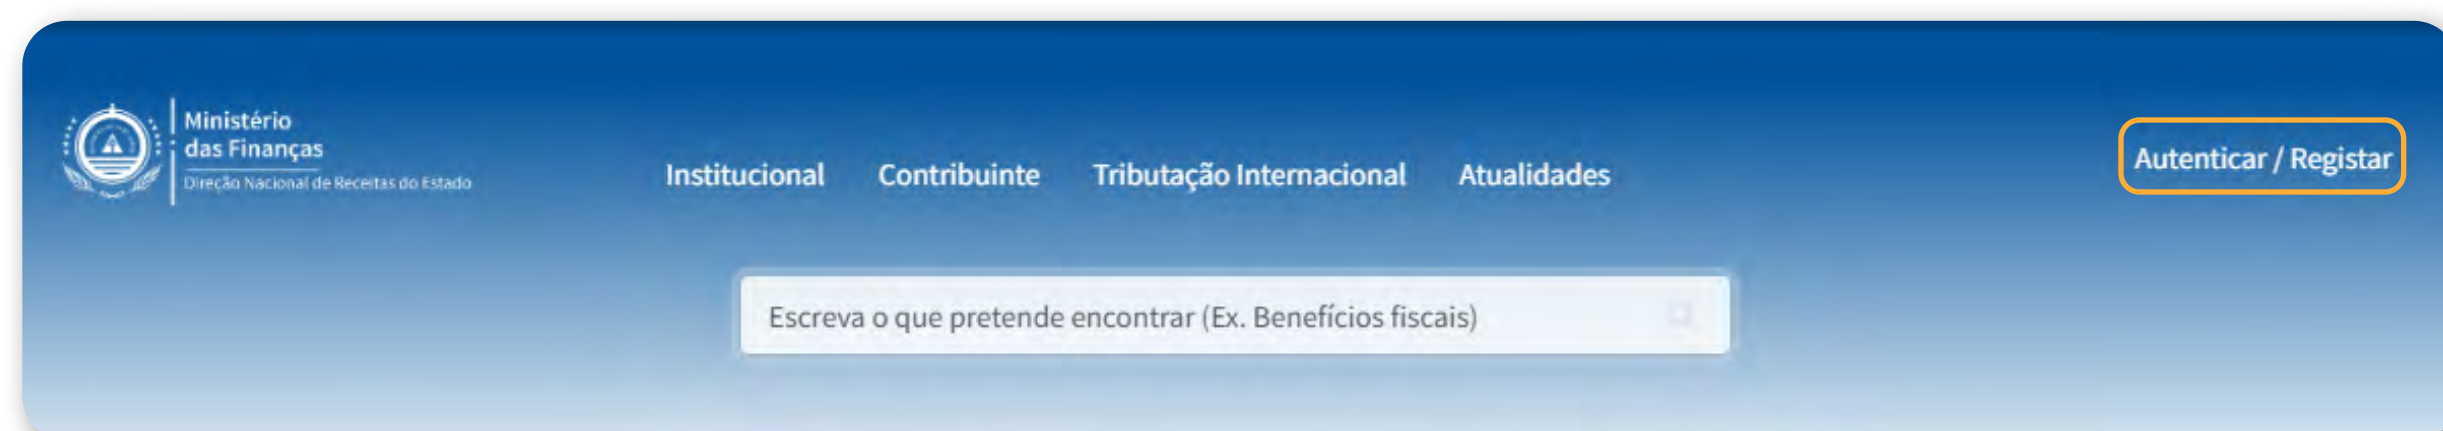 Ministério
das Finanças
Direção Nacional de Receitas do Estado
Institucional Contribuinte Tributação Internacional Atualidades
Autenticar / Registar
Escreva o que pretende encontrar (Ex. Benefícios fiscais)